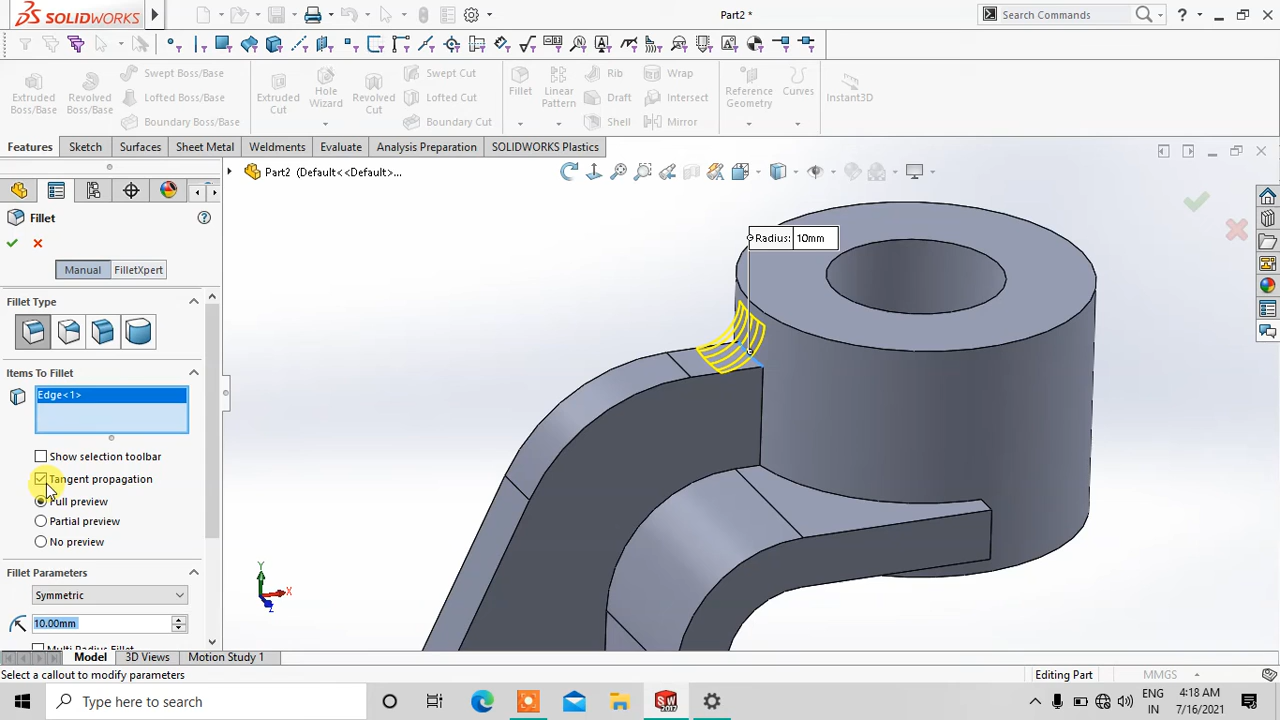 SOLIDWORKS
Part2 *
Search Commands
?
Extruded Boss/Base
Revolved Boss/Base
Swept Boss/Base
Lofted Boss/Base
Boundary Boss/Base
Extruded Cut
Hole Wizard
Revolved Cut
Swept Cut
Lofted Cut
Boundary Cut
Fillet
Linear Pattern
Rib
Draft
Shell
Wrap
Intersect
Mirror
Reference Geometry
Curves
Instant3D
Features
Sketch
Surfaces
Sheet Metal
Weldments
Evaluate
Analysis Preparation
SOLIDWORKS Plastics
Part2 (Default<<Default>...
Fillet
?
Manual
FilletXpert
Fillet Type
Items To Fillet
Edge<1>
Show selection toolbar
Tangent propagation
Full preview
Partial preview
No preview
Fillet Parameters
Symmetric
10.00mm
Multi Radius Fillet
Radius: 10mm
Y
X
Z
Model
3D Views
Motion Study 1
Select a callout to modify parameters
Editing Part
MMGS
Type here to search
SW
2017
ENG
IN
4:18 AM
7/16/2021